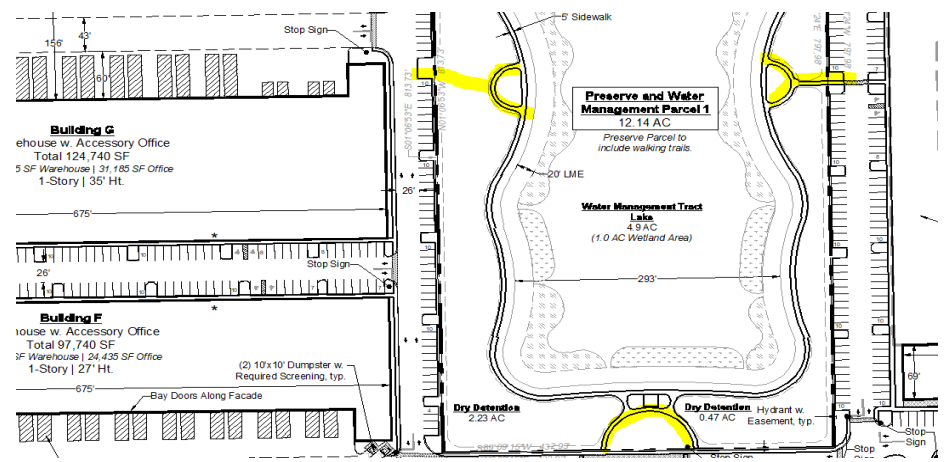 43'
156'
60'
Stop Sign
5' Sidewalk
Building G
ehouse w. Accessory Office
Total 124,740 SF
5 SF Warehouse | 31,185 SF Office
1-Story | 35' Ht.
675'
26'
Preserve and Water
Management Parcel 1
12.14 AC
Preserve Parcel to
include walking trails.
20' LME
Water Management Tract
Lake
4.9 AC
(1.0 AC Wetland Area)
293'
26'
Stop Sign
Building F
house w. Accessory Office
Total 97,740 SF
SF Warehouse | 24,435 SF Office
1-Story | 27' Ht.
675'
(2) 10'x10' Dumpster w.
Required Screening, typ.
Bay Doors Along Facade
69'
Dry Detention
2.23 AC
Dry Detention
0.47 AC
Hydrant w.
Easement, typ.
Stop
Sign
Stop Sign